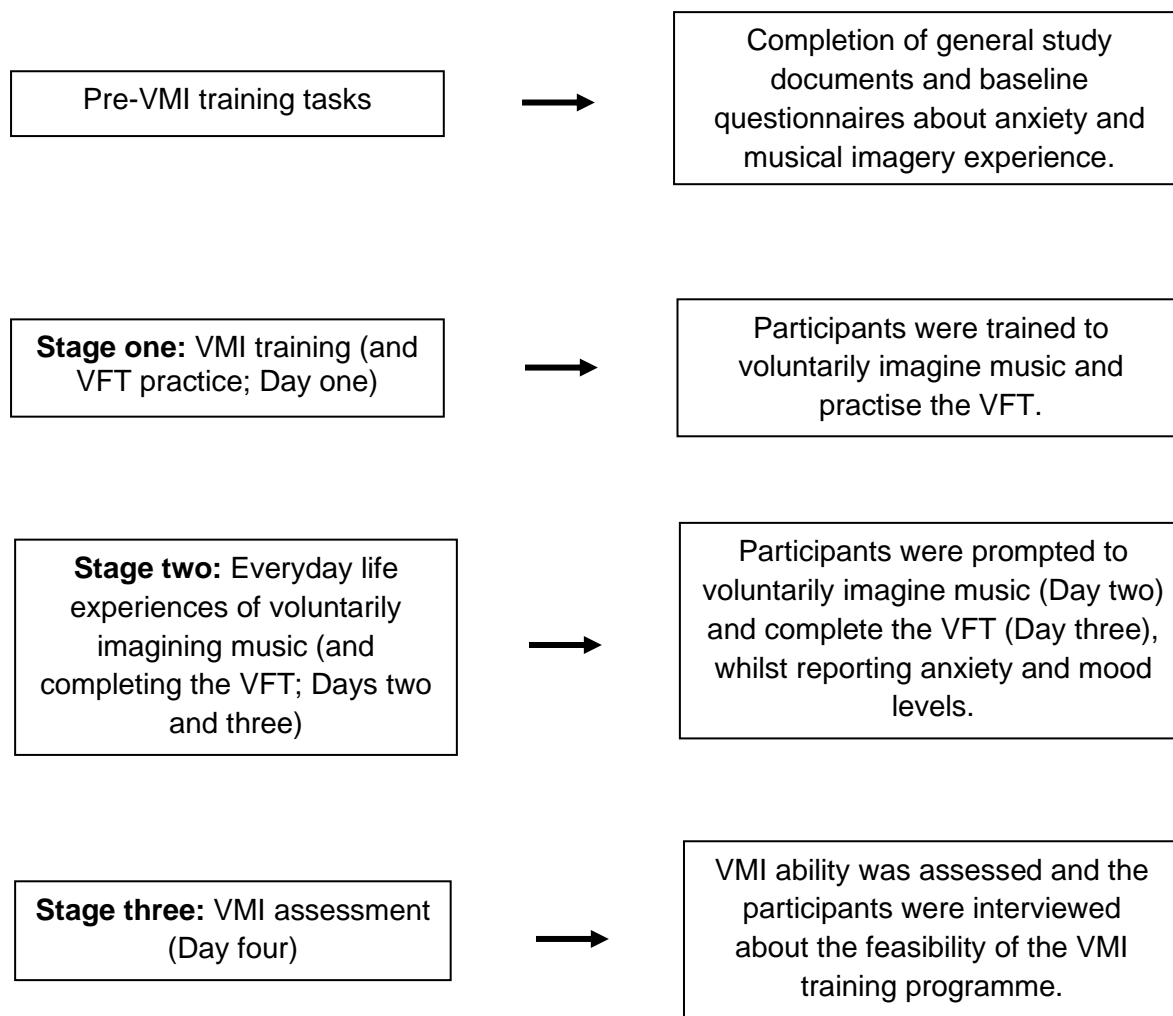 Pre-VMI training tasks
Completion of general study
documents and baseline
questionnaires about anxiety and
musical imagery experience.
Stage one: VMI training (and
VFT practice; Day one)
Participants were trained to
voluntarily imagine music and
practise the VFT.
Stage two: Everyday life
experiences of voluntarily
imagining music (and
completing the VFT; Days two
and three)
Participants were prompted to
voluntarily imagine music (Day two)
and complete the VFT (Day three),
whilst reporting anxiety and mood
levels.
Stage three: VMI assessment
(Day four)
VMI ability was assessed and the
participants were interviewed
about the feasibility of the VMI
training programme.